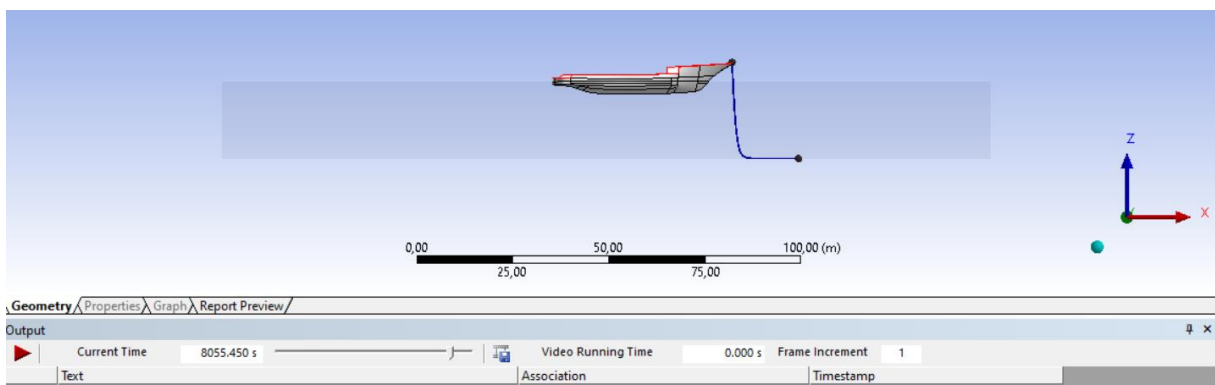 Z
X
0,00 50,00 100,00 (m)
25,00 75,00
Geometry Properties Graph Report Preview
Output
Current Time 8055.450 s Video Running Time 0.000 s Frame Increment 1
Text Association Timestamp